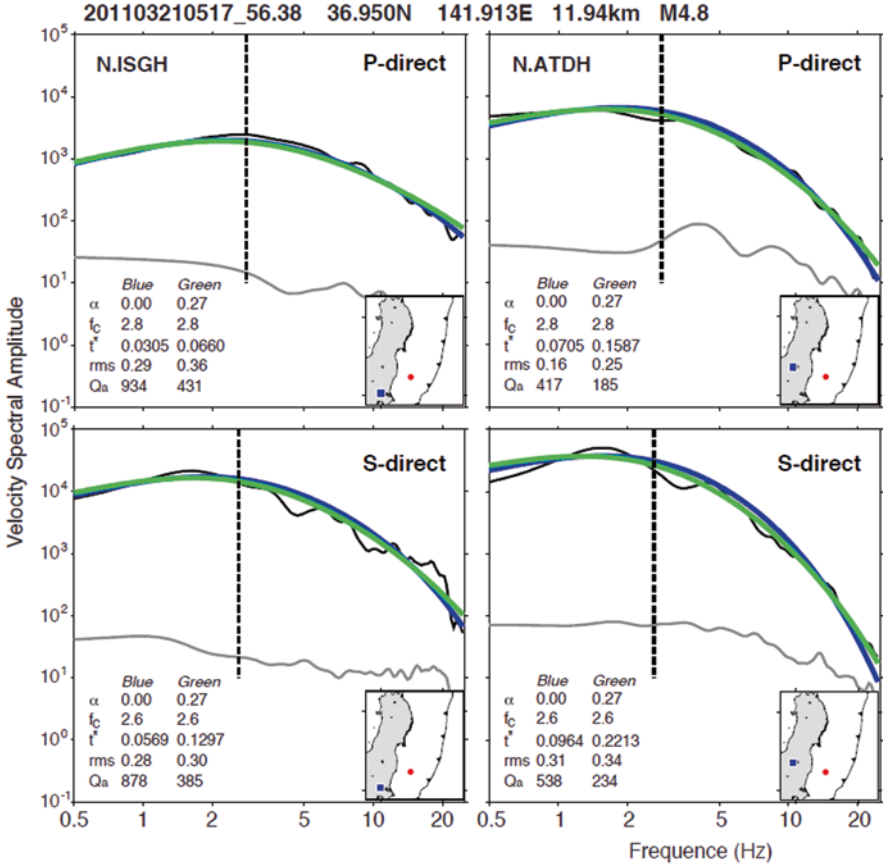 201103210517_56.38 36.950N 141.913E 11.94km M4.8
10^5
N.ISGH P-direct
10^4
10^3
10^2
10^1
10^0
10^-1
Blue Green
α 0.00 0.27
fc 2.8 2.8
t* 0.0305 0.0660
rms 0.29 0.36
Qa 934 431
N.ATDH P-direct
Blue Green
α 0.00 0.27
fc 2.8 2.8
t* 0.0705 0.1587
rms 0.16 0.25
Qa 417 185
Velocity Spectral Amplitude
10^5
S-direct
10^4
10^3
10^2
10^1
10^0
10^-1
Blue Green
α 0.00 0.27
fc 2.6 2.6
t* 0.0569 0.1297
rms 0.28 0.30
Qa 878 385
0.5 1 2 5 10 20
S-direct
Blue Green
α 0.00 0.27
fc 2.6 2.6
t* 0.0964 0.2213
rms 0.31 0.34
Qa 538 234
0.5 1 2 5 10 20
Frequence (Hz)